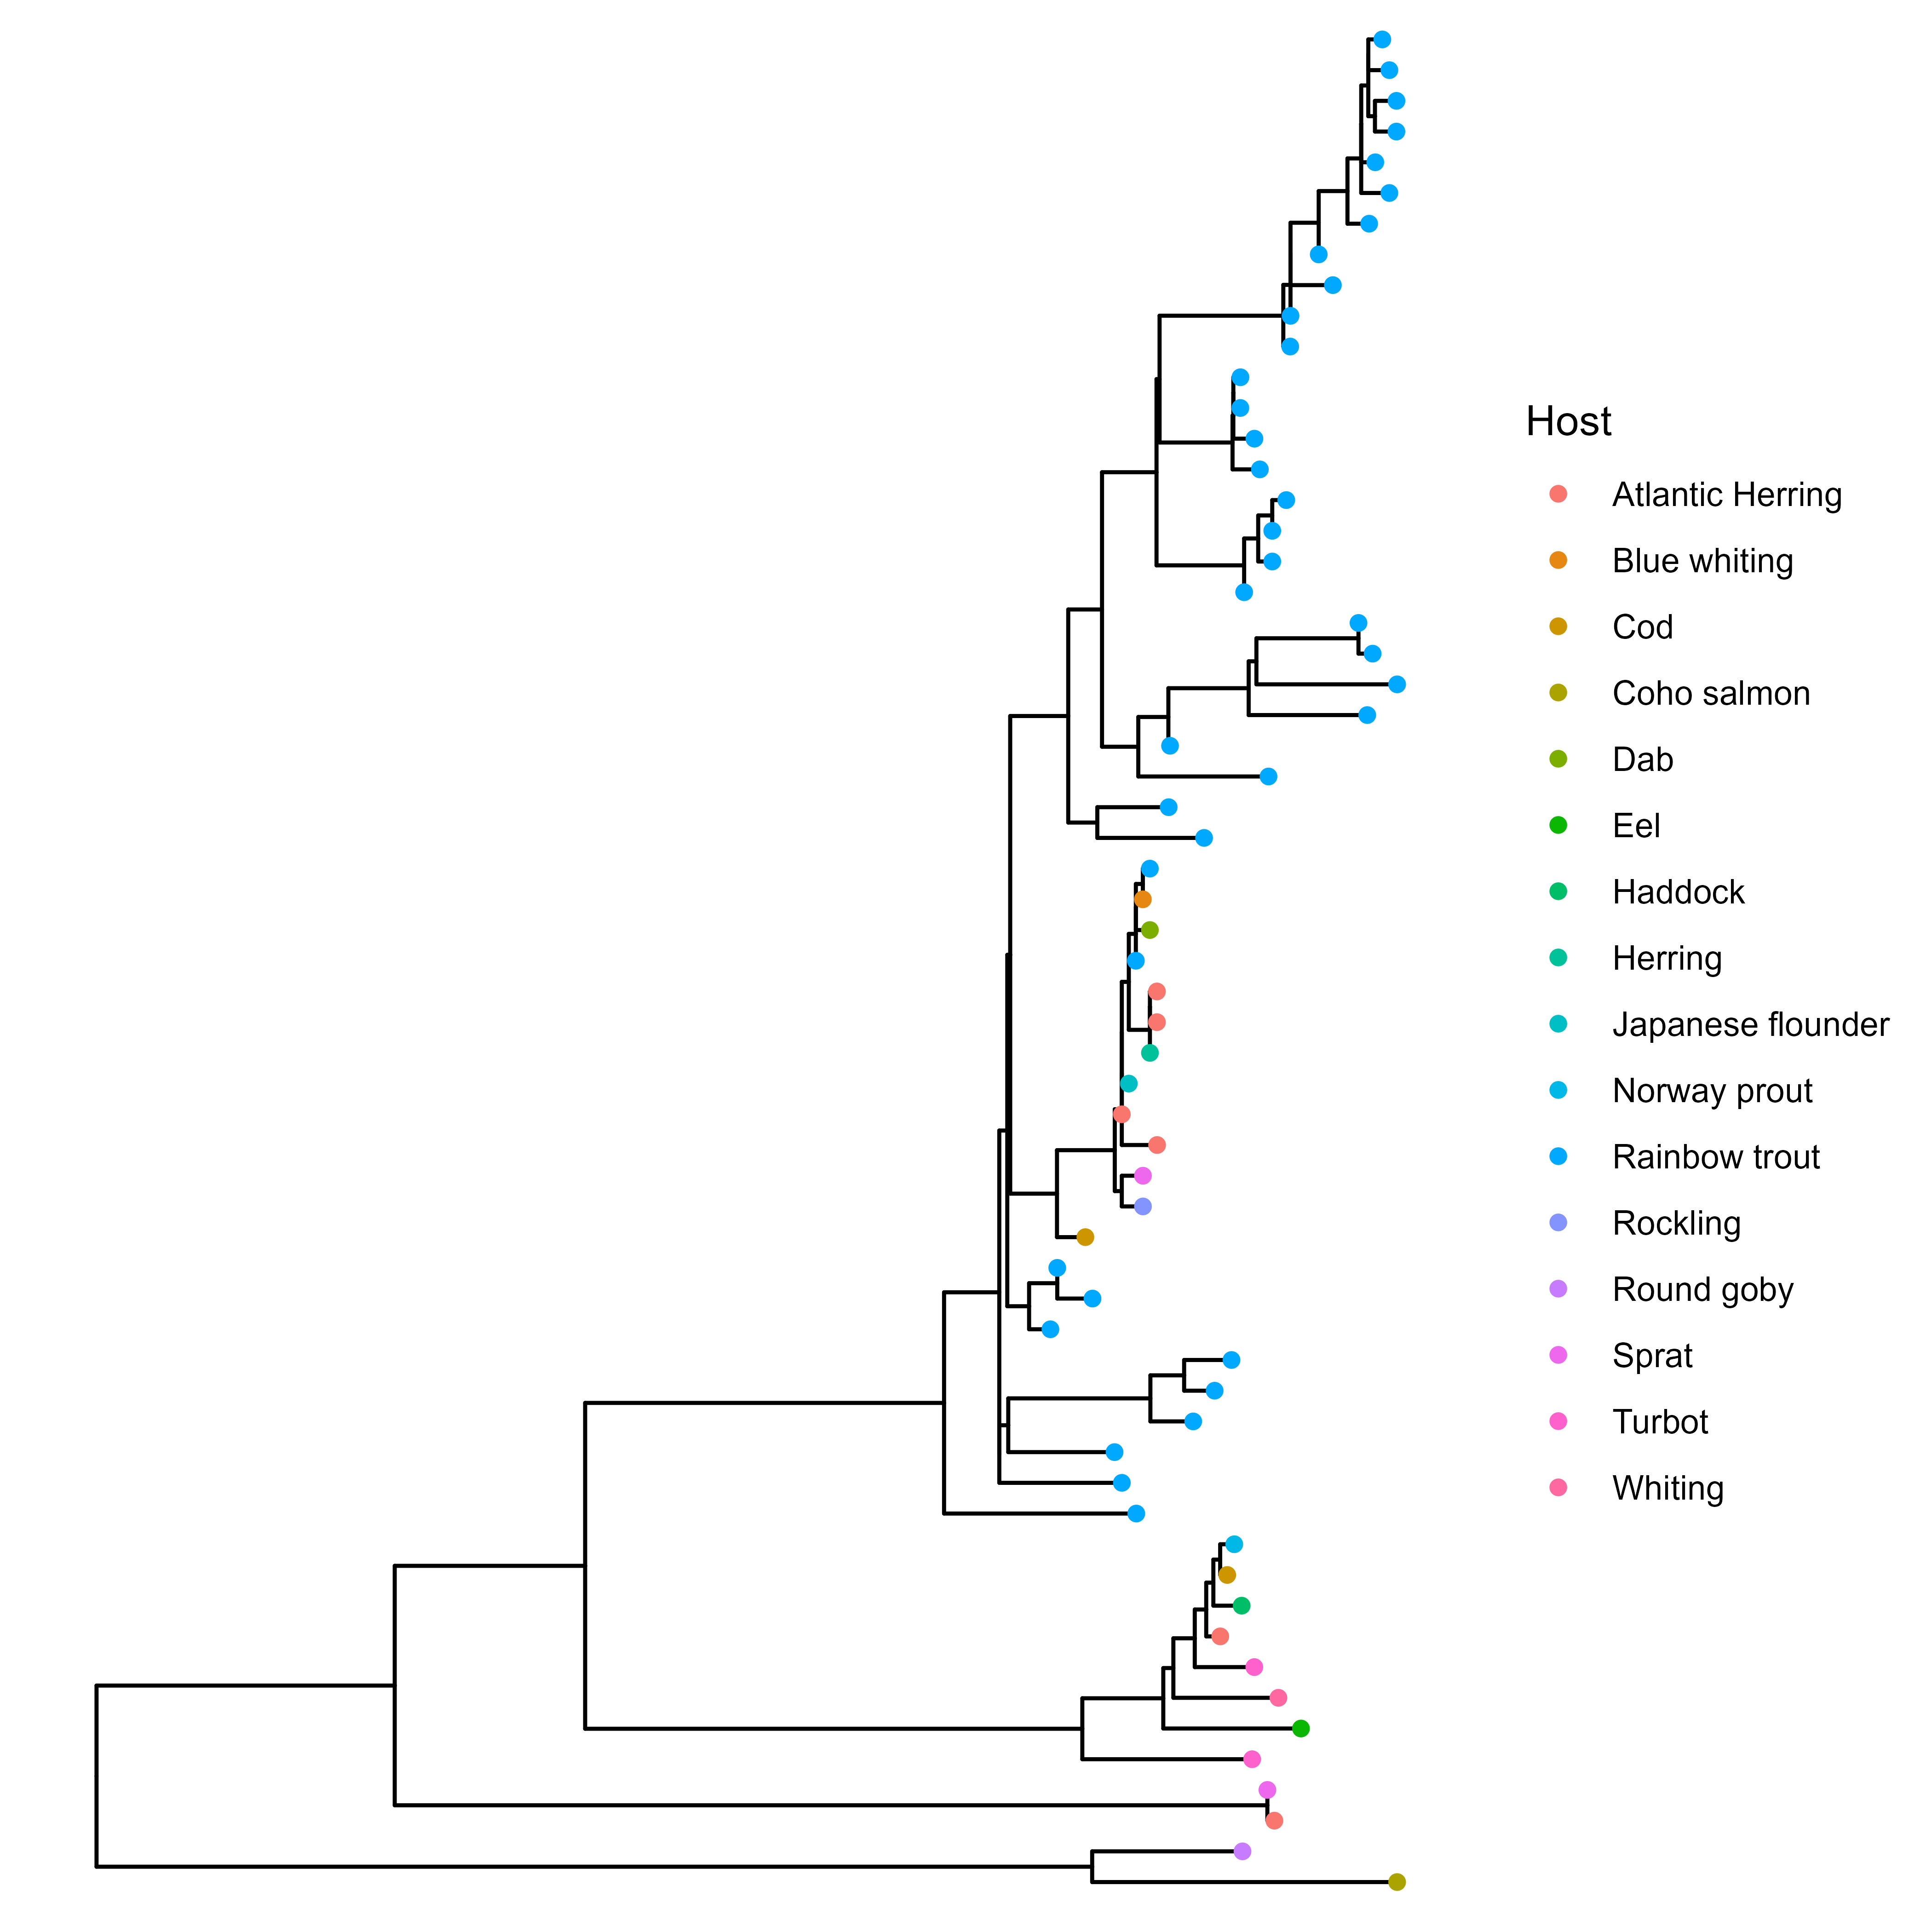 Host
Atlantic Herring
Blue whiting
Cod
Coho salmon
Dab
Eel
Haddock
Herring
Japanese flounder
Norway prout
Rainbow trout
Rockling
Round goby
Sprat
Turbot
Whiting